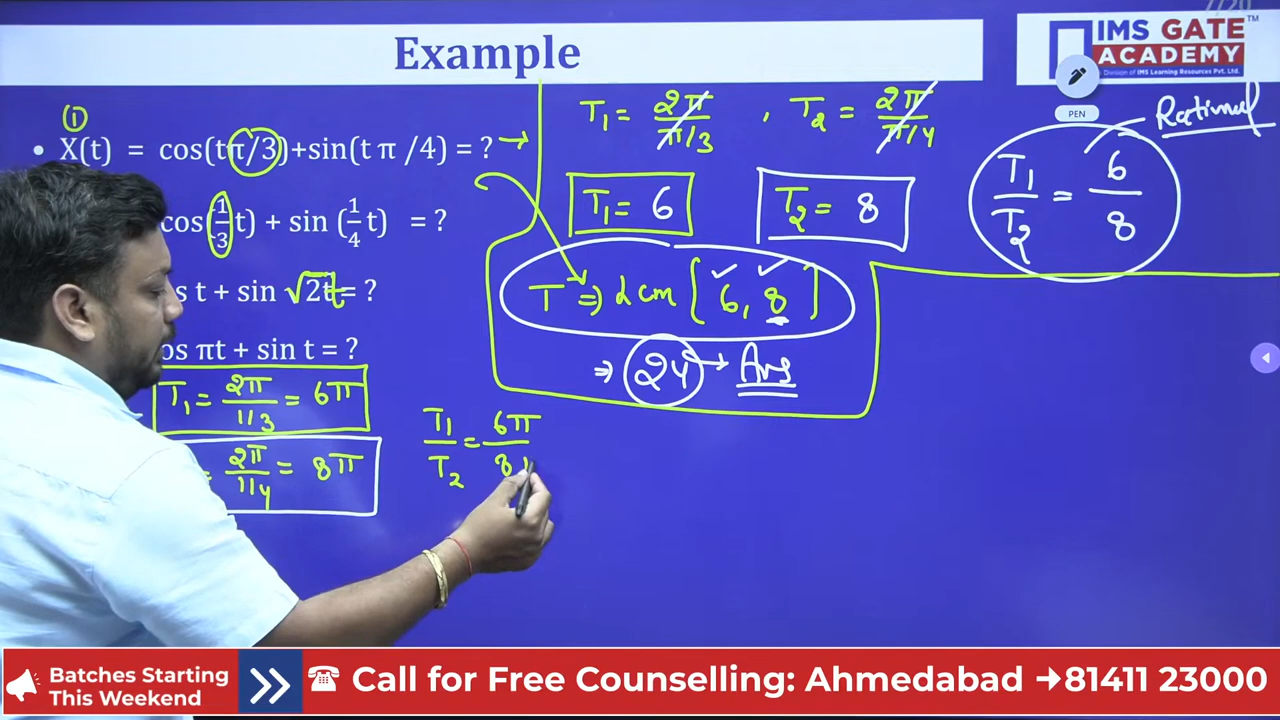 7/20
Example
IMS GATE
ACADEMY™
A Division of IMS Learning Resources Pvt. Ltd.
PEN
(i)
• X(t) = cos(tπ/3)+sin(t π /4) = ? →
cos(1/3 t) + sin (1/4 t) = ?
s t + sin √2t = ?
os πt + sin t = ?
T₁ = 2π/(1/3) = 6π
= 2π/(1/4) = 8π
T₁/T₂ = 6π/8
T₁ = 2π/(π/3) , T₂ = 2π/(π/4)
T₁ = 6
T₂ = 8
T ⇒ Lcm [6, 8]
⇒ 24 → Ans
Rational
T₁/T₂ = 6/8
Batches Starting
This Weekend
Call for Free Counselling: Ahmedabad →81411 23000